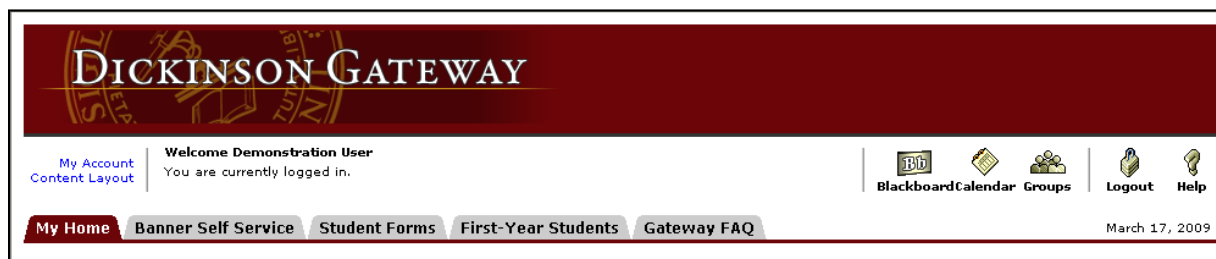 DICKINSON GATEWAY
My Account
Content Layout
Welcome Demonstration User
You are currently logged in.
Bb
Blackboard Calendar Groups Logout Help
My Home Banner Self Service Student Forms First-Year Students Gateway FAQ March 17, 2009